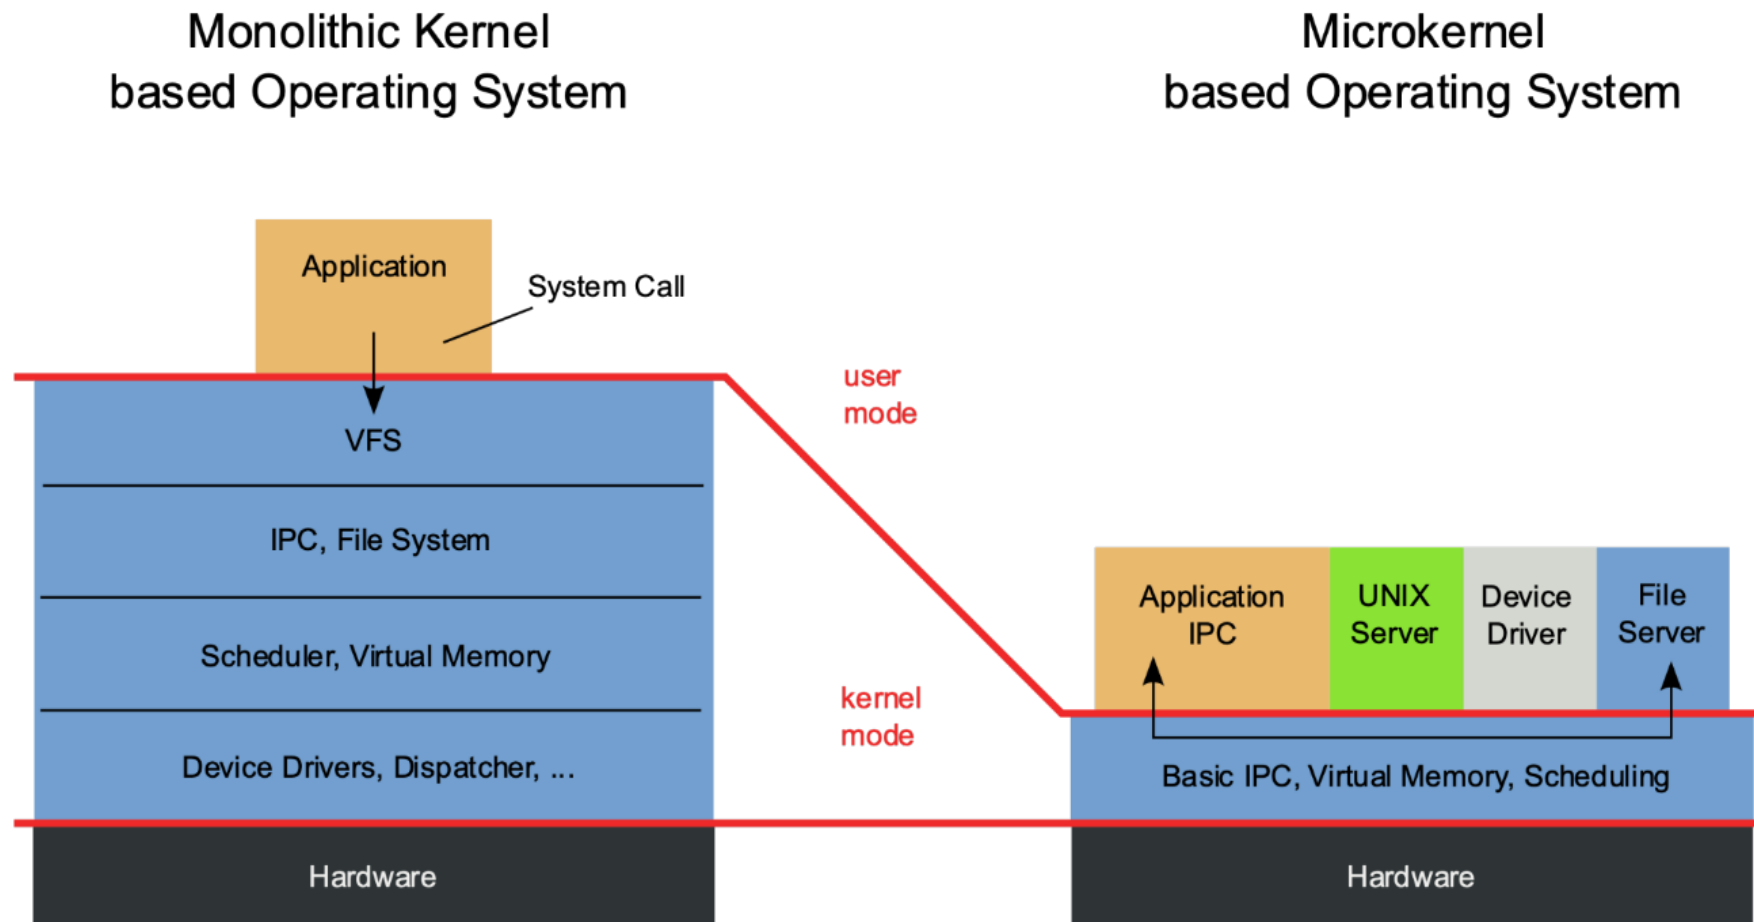 Monolithic Kernel
based Operating System
Microkernel
based Operating System
Application
System Call
VFS
IPC, File System
Scheduler, Virtual Memory
Device Drivers, Dispatcher, ...
Hardware
user
mode
kernel
mode
Application
IPC
UNIX
Server
Device
Driver
File
Server
Basic IPC, Virtual Memory, Scheduling
Hardware